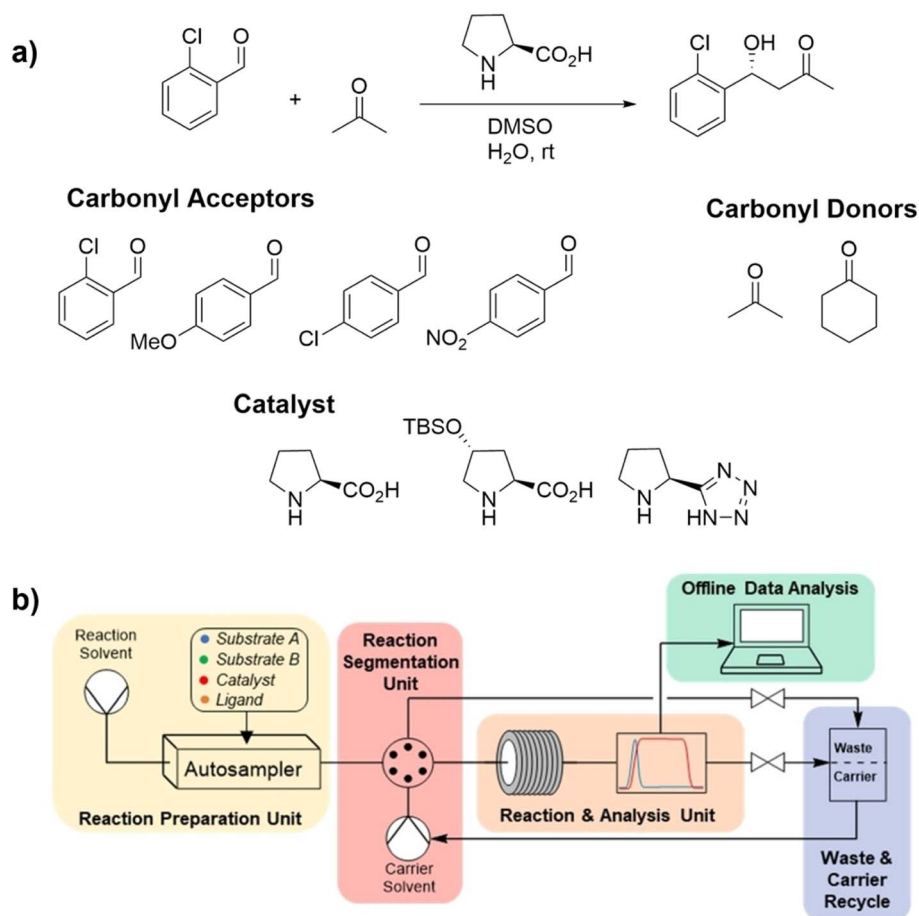 a)
Cl
O
N
H
CO₂H
+
O
DMSO
H₂O, rt
Cl
OH
O
Carbonyl Acceptors
Carbonyl Donors
Cl
O
MeO
O
Cl
O
NO₂
O
O
O
Catalyst
N
H
CO₂H
TBSO
N
H
CO₂H
N
H
N
N
HN-N
b)
Reaction
Solvent
Substrate A
Substrate B
Catalyst
Ligand
Autosampler
Reaction Preparation Unit
Reaction
Segmentation
Unit
Carrier
Solvent
Reaction & Analysis Unit
Offline Data Analysis
Waste
Carrier
Waste &
Carrier
Recycle